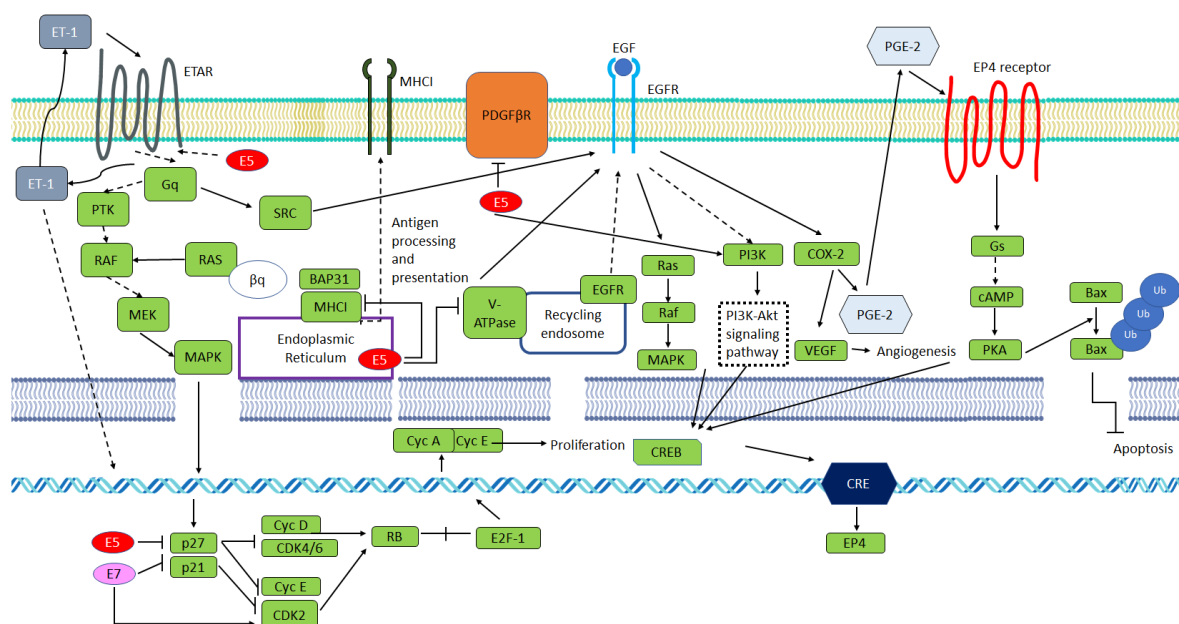 ET-1
ETAR
MHCI
EGF
EGFR
PGE-2
EP4 receptor
PDGFβR
E5
ET-1
Gq
PTK
SRC
E5
Antigen
processing
and
presentation
RAF
RAS
βq
BAP31
MHCI
MEK
MAPK
Endoplasmic
Reticulum
E5
V-
ATPase
EGFR
Recycling
endosome
Ras
Raf
MAPK
PI3K
PI3K-Akt
signaling
pathway
COX-2
PGE-2
VEGF
Angiogenesis
Gs
cAMP
PKA
Bax
Bax
Ub
Ub
Ub
Apoptosis
Cyc A
Cyc E
Proliferation
CREB
CRE
EP4
E5
E7
p27
p21
Cyc D
CDK4/6
Cyc E
CDK2
RB
E2F-1